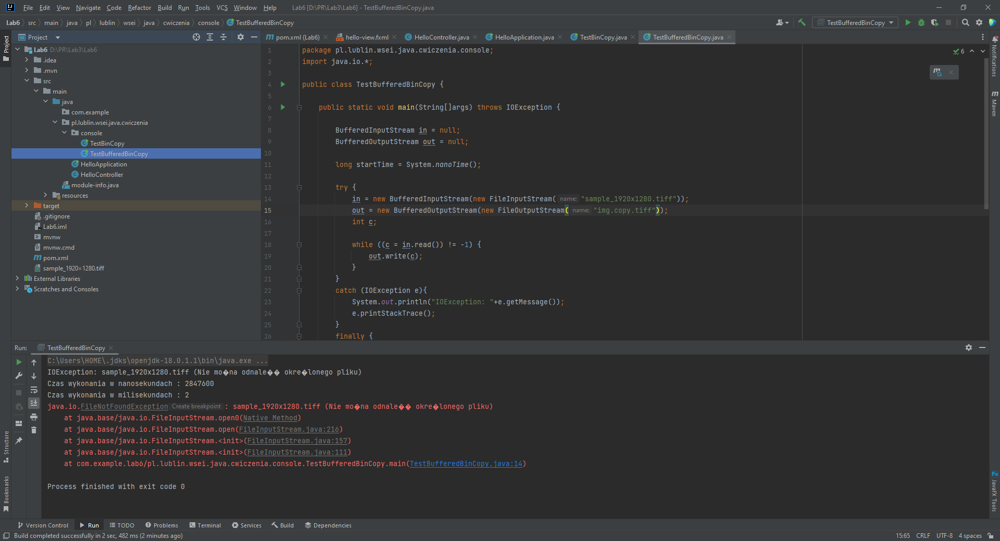 File Edit View Navigate Code Refactor Build Run Tools VCS Window Help Lab6 [D:\PR\Lab3\Lab6] - TestBufferedBinCopy.java
Lab6 src main java pl lublin wsei java cwiczenia console TestBufferedBinCopy
TestBufferedBinCopy
Project
pom.xml (Lab6) hello-view.fxml HelloController.java HelloApplication.java TestBinCopy.java TestBufferedBinCopy.java
Project
Structure
Bookmarks
Notifications
Maven
JavaFX Tools
Lab6 D:\PR\Lab3\Lab6
.idea
.mvn
src
main
java
com.example
pl.lublin.wsei.java.cwiczenia
console
TestBinCopy
TestBufferedBinCopy
HelloApplication
HelloController
module-info.java
resources
target
.gitignore
Lab6.iml
mvnw
mvnw.cmd
pom.xml
sample_1920×1280.tiff
External Libraries
Scratches and Consoles
6
1 package pl.lublin.wsei.java.cwiczenia.console;
2 import java.io.*;
3
4 public class TestBufferedBinCopy {
5
6 public static void main(String[]args) throws IOException {
7
8 BufferedInputStream in = null;
9 BufferedOutputStream out = null;
10
11 long startTime = System.nanoTime();
12
13 try {
14 in = new BufferedInputStream(new FileInputStream( name: "sample_1920x1280.tiff"));
15 out = new BufferedOutputStream(new FileOutputStream( name: "img.copy.tiff"));
16 int c;
17
18 while ((c = in.read()) != -1) {
19 out.write(c);
20 }
21 }
22 catch (IOException e){
23 System.out.println("IOException: "+e.getMessage());
24 e.printStackTrace();
25 }
26 finally {
Run: TestBufferedBinCopy
C:\Users\HOME\.jdks\openjdk-18.0.1.1\bin\java.exe ...
IOException: sample_1920x1280.tiff (Nie mo�na odnale�� okre�lonego pliku)
Czas wykonania w nanosekundach : 2847600
Czas wykonania w milisekundach : 2
java.io.FileNotFoundException Create breakpoint : sample_1920x1280.tiff (Nie mo�na odnale�� okre�lonego pliku)
at java.base/java.io.FileInputStream.open0(Native Method)
at java.base/java.io.FileInputStream.open(FileInputStream.java:216)
at java.base/java.io.FileInputStream.<init>(FileInputStream.java:157)
at java.base/java.io.FileInputStream.<init>(FileInputStream.java:111)
at com.example.lab6/pl.lublin.wsei.java.cwiczenia.console.TestBufferedBinCopy.main(TestBufferedBinCopy.java:14)
Process finished with exit code 0
Version Control Run TODO Problems Terminal Services Build Dependencies
Build completed successfully in 2 sec, 482 ms (2 minutes ago) 15:65 CRLF UTF-8 4 spaces